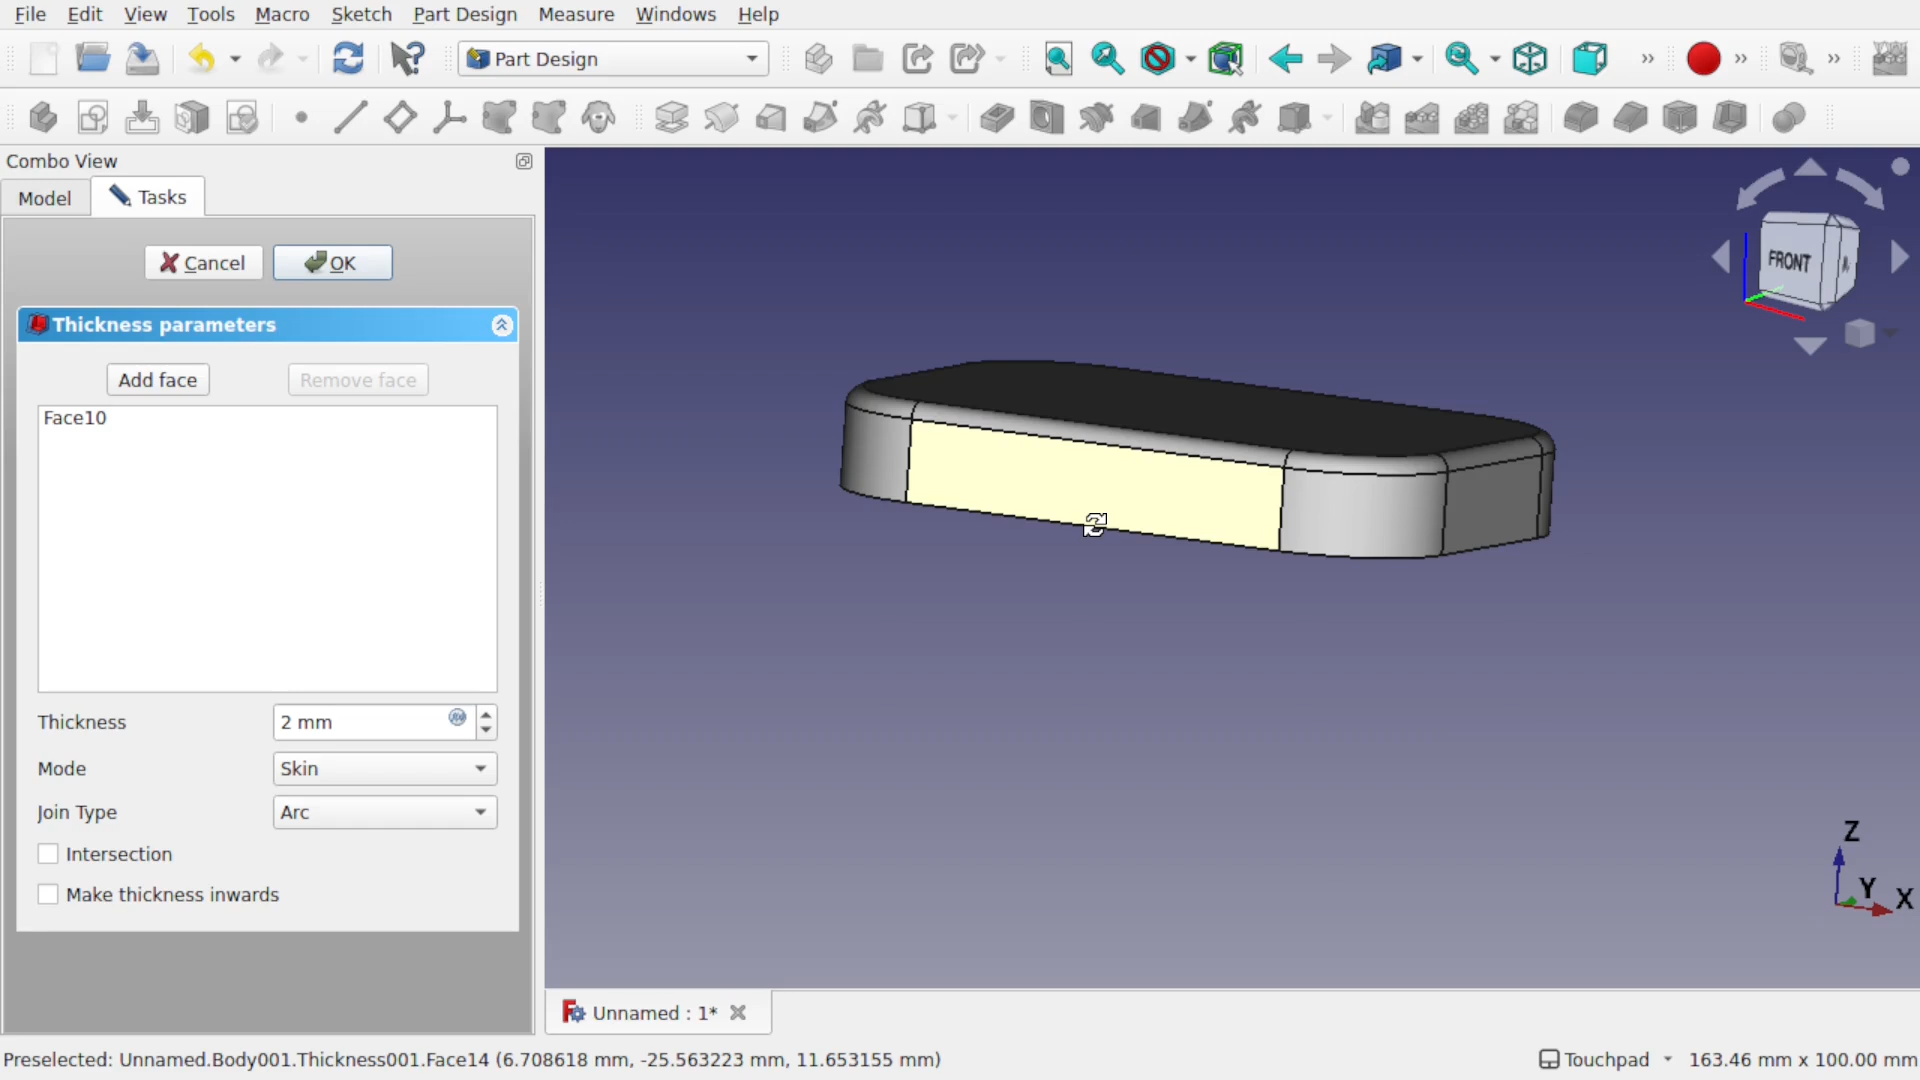 File Edit View Tools Macro Sketch Part Design Measure Windows Help
Part Design
Combo View
Model
Tasks
Cancel
OK
Thickness parameters
Add face
Remove face
Face10
Thickness
2 mm
Mode
Skin
Join Type
Arc
Intersection
Make thickness inwards
FRONT
Z
Y
X
Unnamed : 1*
Preselected: Unnamed.Body001.Thickness001.Face14 (6.708618 mm, -25.563223 mm, 11.653155 mm)
Touchpad
163.46 mm x 100.00 mm